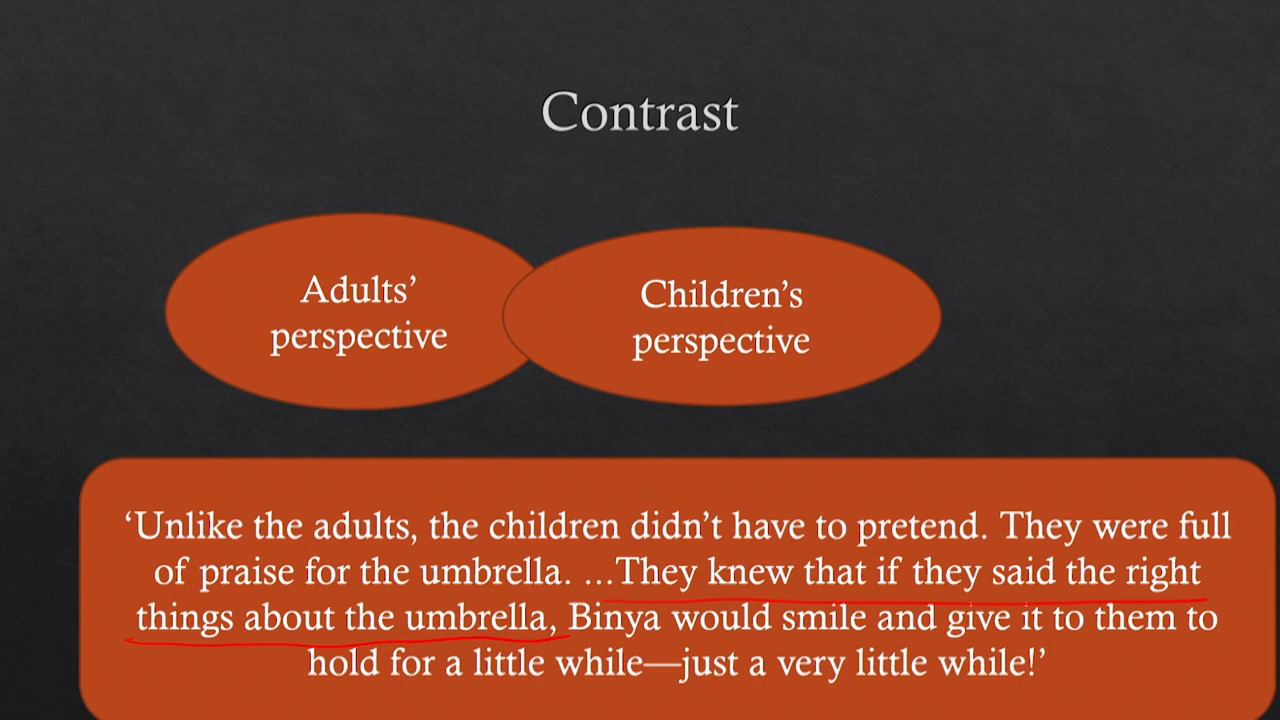 Contrast
Adults’
perspective
Children’s
perspective
‘Unlike the adults, the children didn’t have to pretend. They were full
of praise for the umbrella. …They knew that if they said the right
things about the umbrella, Binya would smile and give it to them to
hold for a little while—just a very little while!’